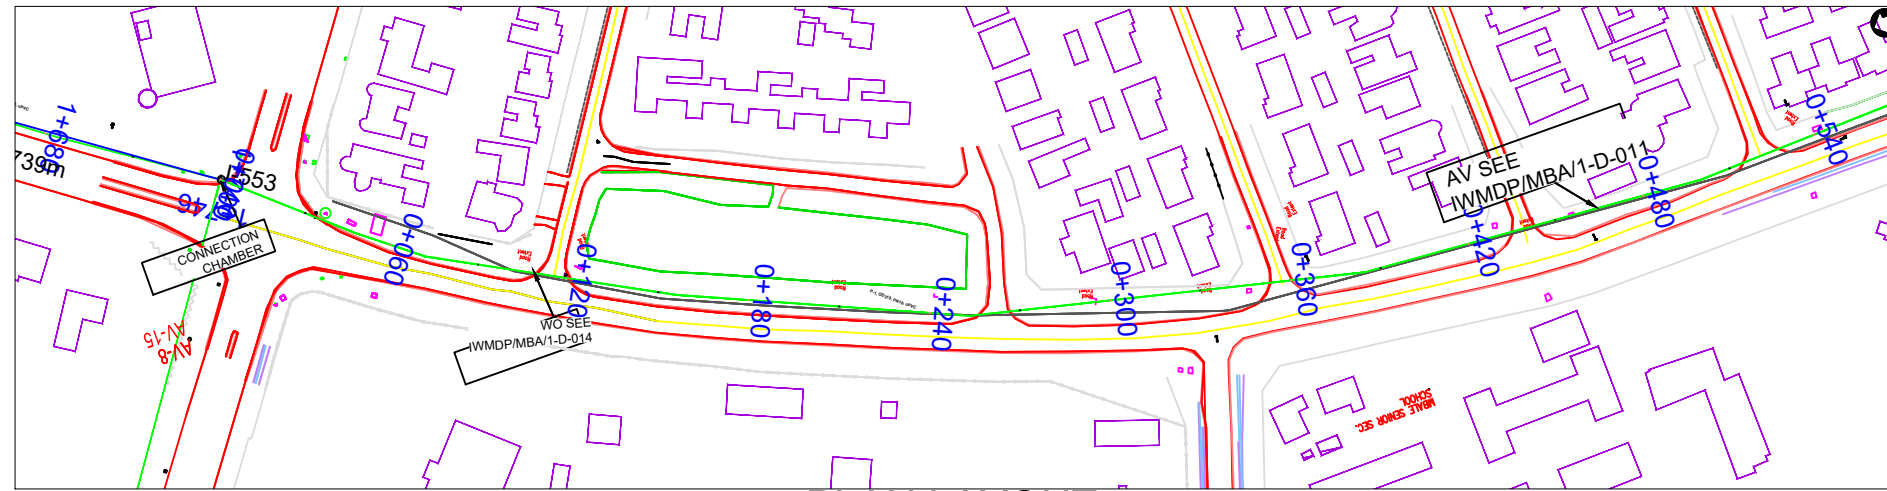 1+680
739m
F553
CONNECTION
CHAMBER
AV-15
AV-8
0+060
0+120
WO SEE
IWMDP/MBA/1-D-014
0+180
0+240
0+300
0+360
0+420
AV SEE
IWMDP/MBA/1-D-011
0+480
0+540
MBALE SENIOR SEC.
SCHOOL